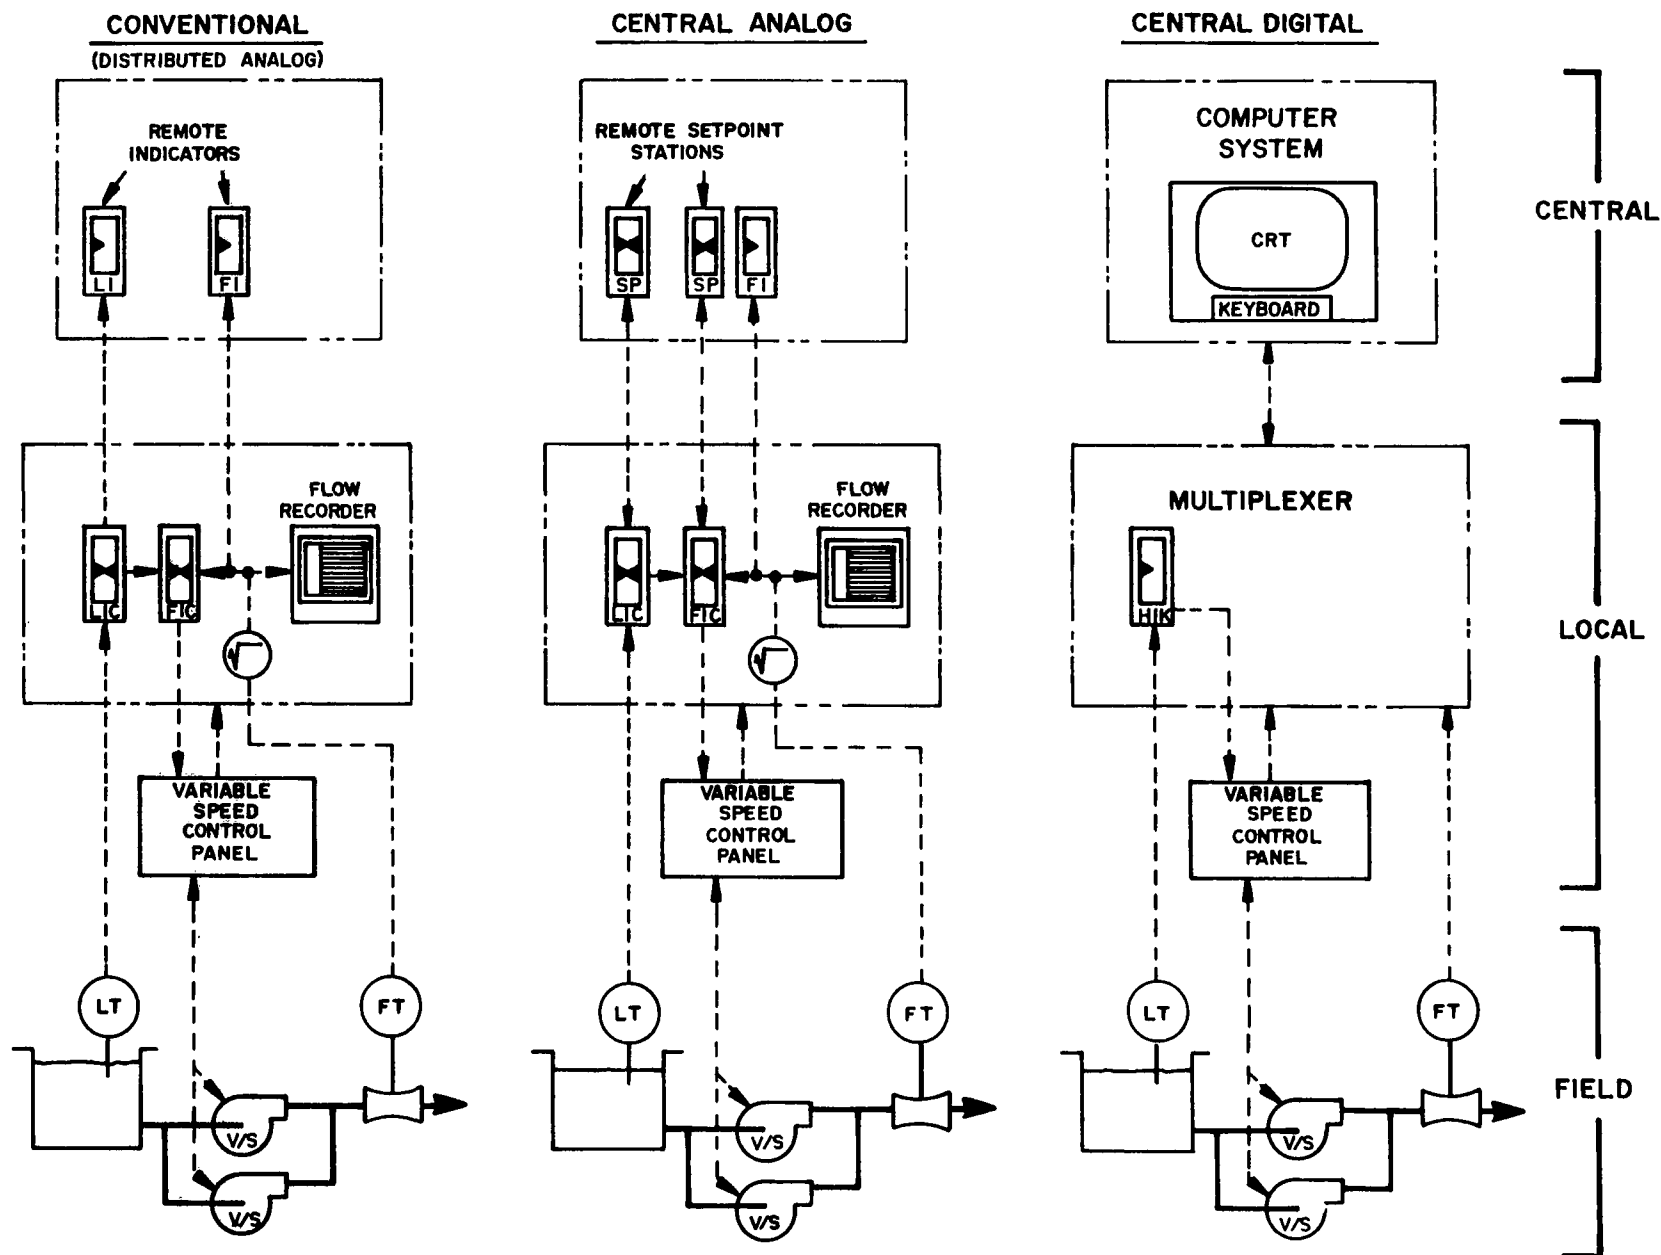 CONVENTIONAL
(DISTRIBUTED ANALOG)
REMOTE
INDICATORS
LI
FI
FLOW
RECORDER
LIC
FIC
√
VARIABLE
SPEED
CONTROL
PANEL
LT
FT
V/S
V/S
CENTRAL ANALOG
REMOTE SETPOINT
STATIONS
SP
SP
FI
FLOW
RECORDER
LIC
FIC
√
VARIABLE
SPEED
CONTROL
PANEL
LT
FT
V/S
V/S
CENTRAL DIGITAL
COMPUTER
SYSTEM
CRT
KEYBOARD
MULTIPLEXER
HIK
VARIABLE
SPEED
CONTROL
PANEL
LT
FT
V/S
V/S
CENTRAL
LOCAL
FIELD